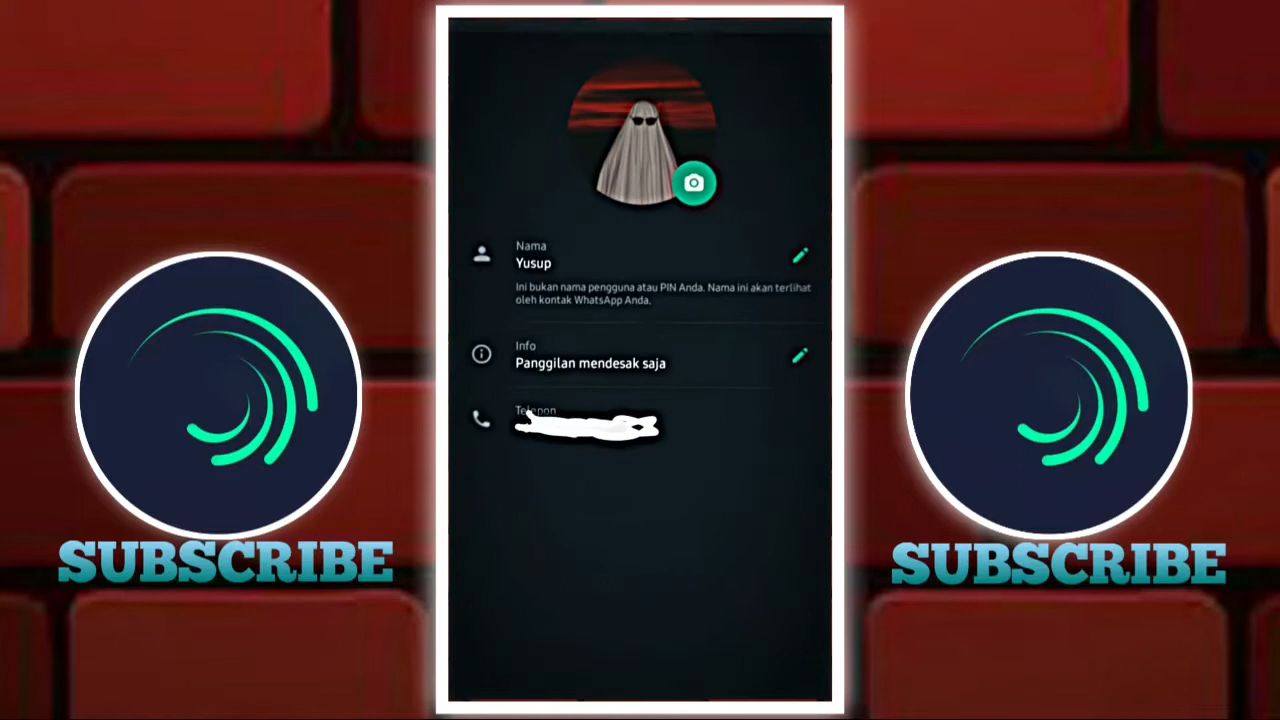 Nama
Yusup
Ini bukan nama pengguna atau PIN Anda. Nama ini akan terlihat
oleh kontak WhatsApp Anda.
Info
Panggilan mendesak saja
Telepon
SUBSCRIBE
SUBSCRIBE